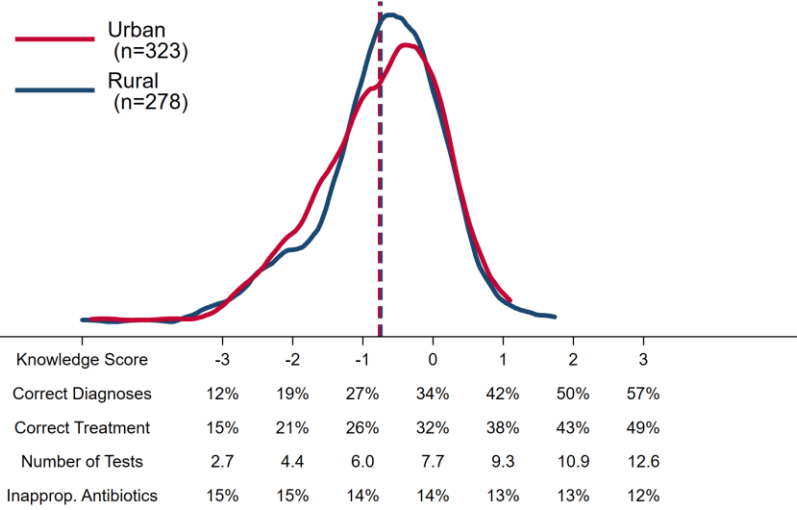 Urban
(n=323)
Rural
(n=278)
Knowledge Score -3 -2 -1 0 1 2 3
Correct Diagnoses 12% 19% 27% 34% 42% 50% 57%
Correct Treatment 15% 21% 26% 32% 38% 43% 49%
Number of Tests 2.7 4.4 6.0 7.7 9.3 10.9 12.6
Inapprop. Antibiotics 15% 15% 14% 14% 13% 13% 12%